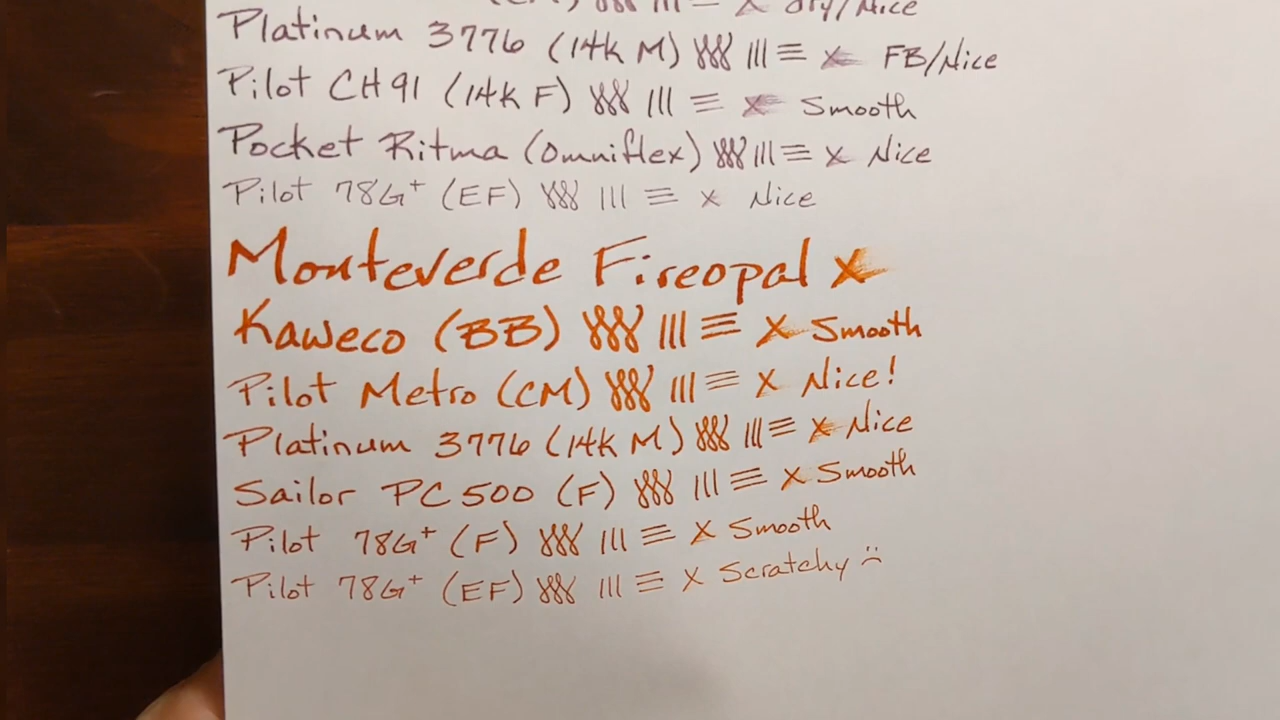 Dry/Nice
Platinum 3776 (14k M) ||| ≡ x FB/Nice
Pilot CH91 (14k F) ||| ≡ x Smooth
Pocket Ritma (Omniflex) ||| ≡ x Nice
Pilot 78G+ (EF) ||| ≡ x Nice
Monteverde Fireopal x
Kaweco (BB) ||| ≡ x Smooth
Pilot Metro (CM) ||| ≡ x Nice!
Platinum 3776 (14k M) ||| ≡ x Nice
Sailor PC500 (F) ||| ≡ x Smooth
Pilot 78G+ (F) ||| ≡ x Smooth
Pilot 78G+ (EF) ||| ≡ x Scratchy :(